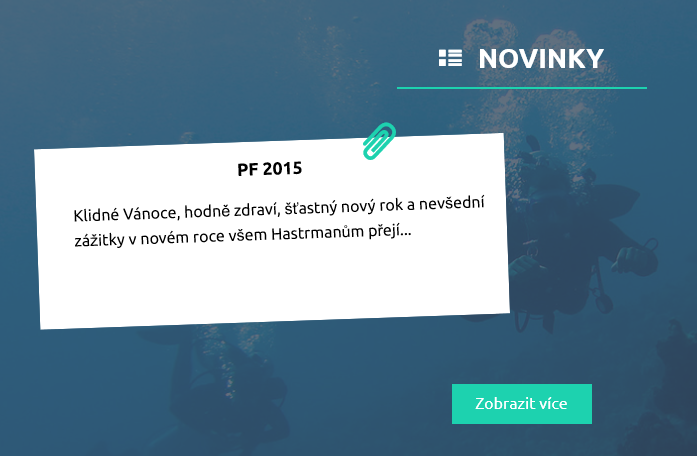 NOVINKY
PF 2015
Klidné Vánoce, hodně zdraví, šťastný nový rok a nevšední
zážitky v novém roce všem Hastrmanům přejí...
Zobrazit více